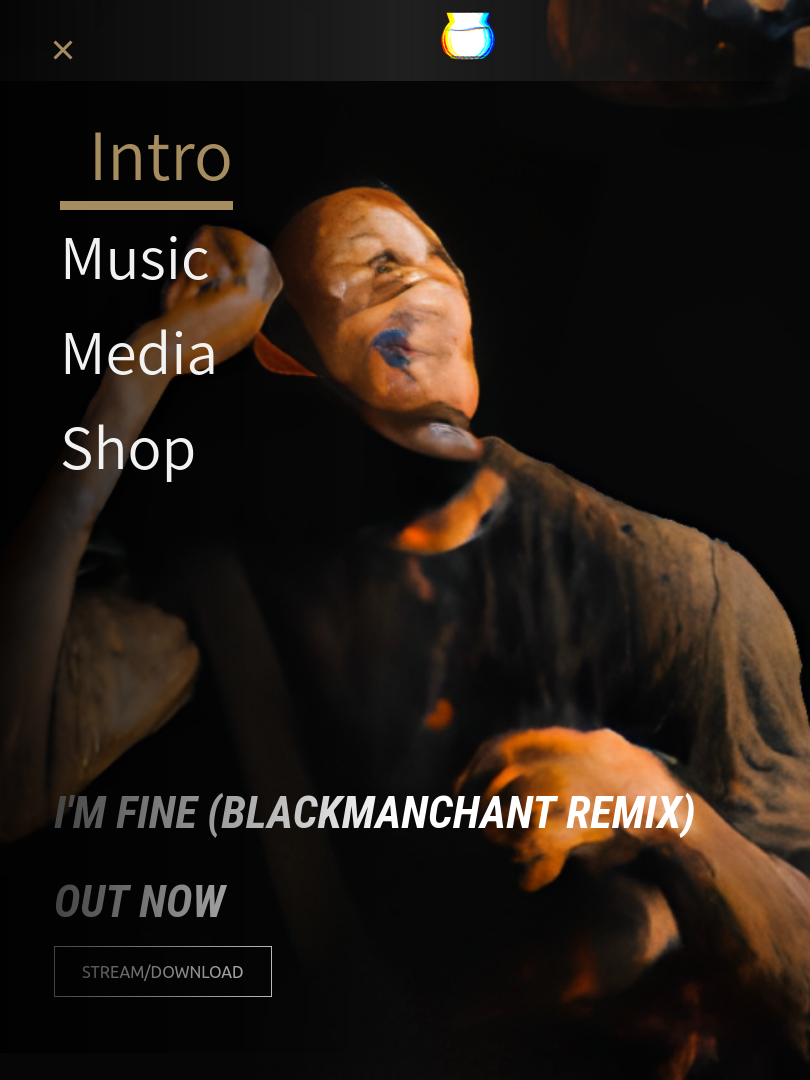 Intro
Music
Media
Shop
I'M FINE (BLACKMANCHANT REMIX)
OUT NOW
STREAM/DOWNLOAD